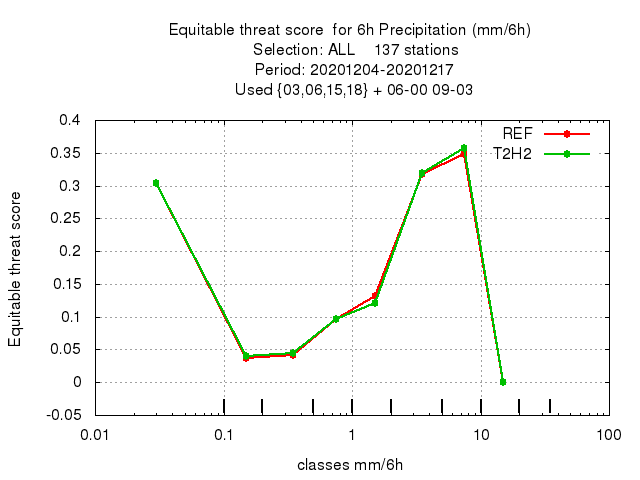 Equitable threat score  for 6h Precipitation (mm/6h)
Selection: ALL    137 stations
Period: 20201204-20201217
Used {03,06,15,18} + 06-00 09-03
REF
T2H2
Equitable threat score
0.4
0.35
0.3
0.25
0.2
0.15
0.1
0.05
0
-0.05
0.01 0.1 1 10 100
classes mm/6h